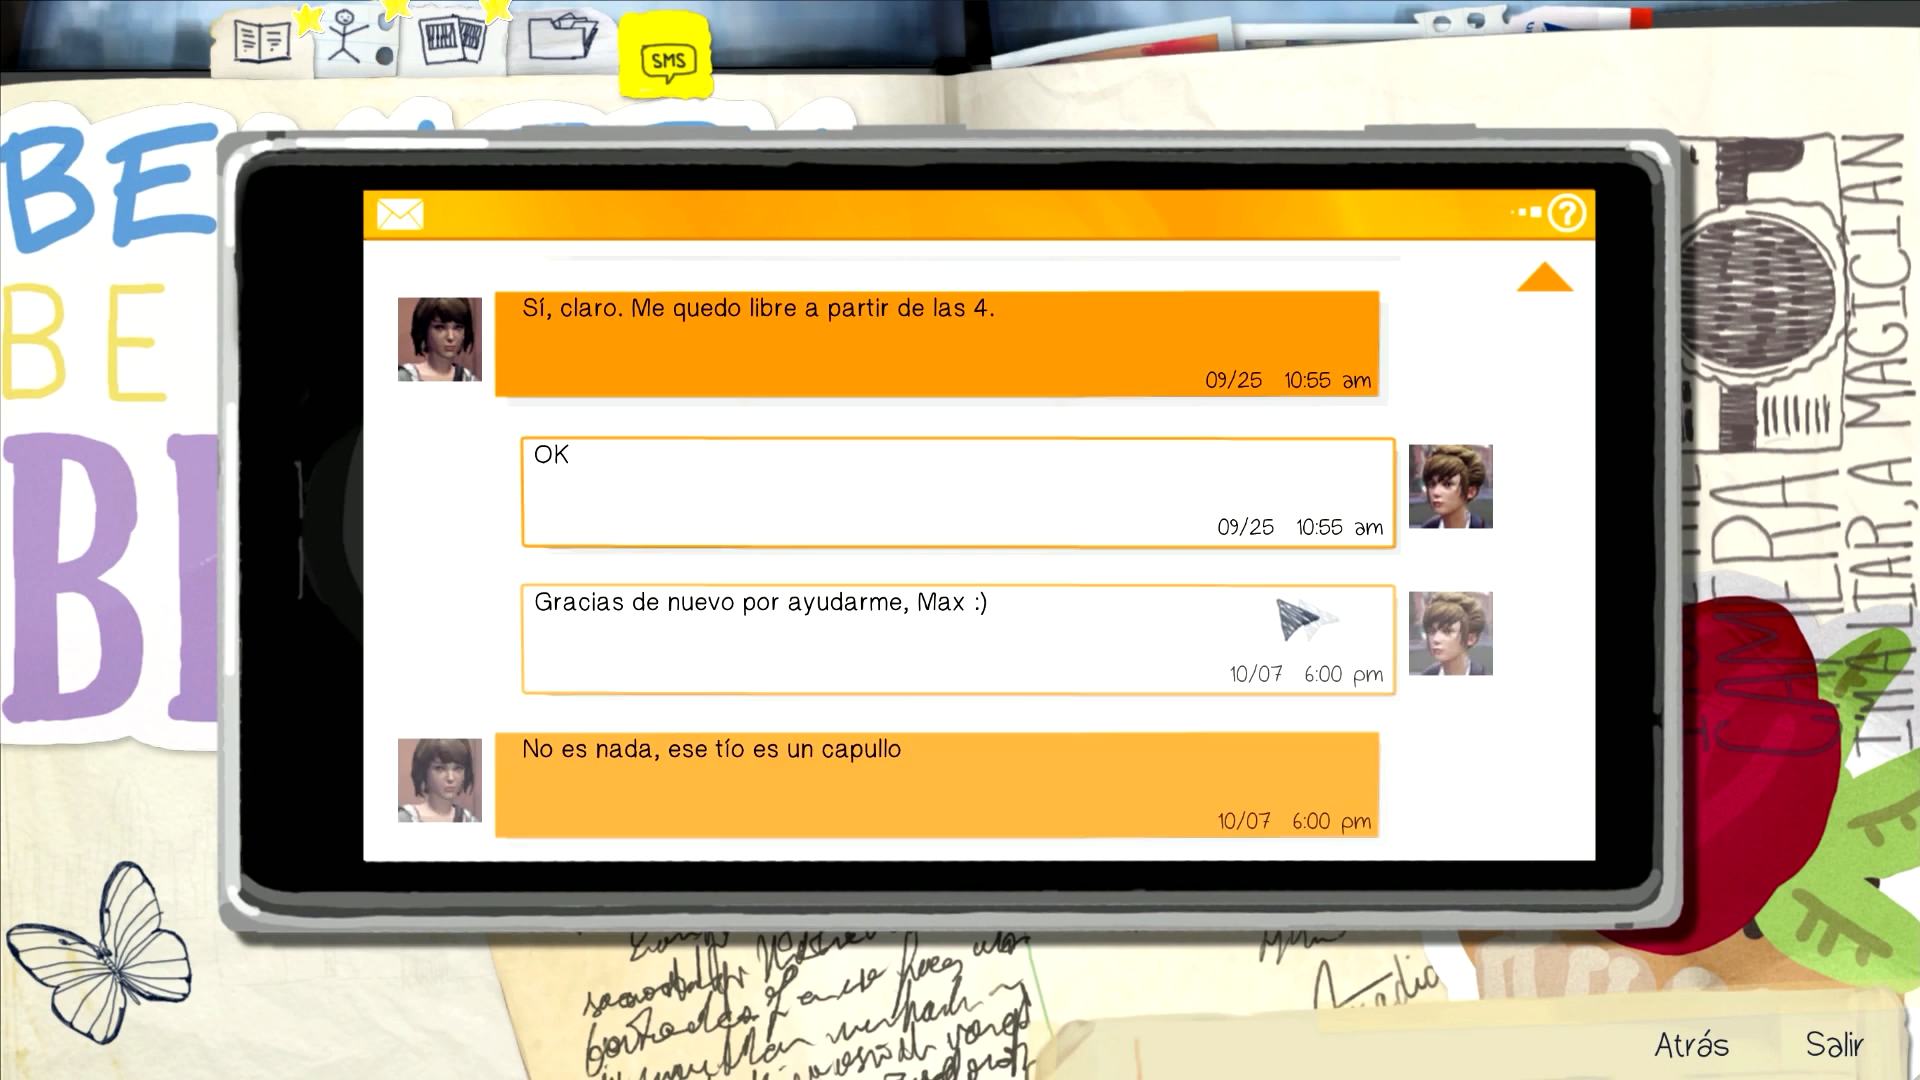 SMS
BE
BE
Sí, claro. Me quedo libre a partir de las 4.
09/25 10:55 am
OK
09/25 10:55 am
Gracias de nuevo por ayudarme, Max :)
10/07 6:00 pm
No es nada, ese tío es un capullo
10/07 6:00 pm
CAMERA
A MAGICIAN
Atrás
Salir